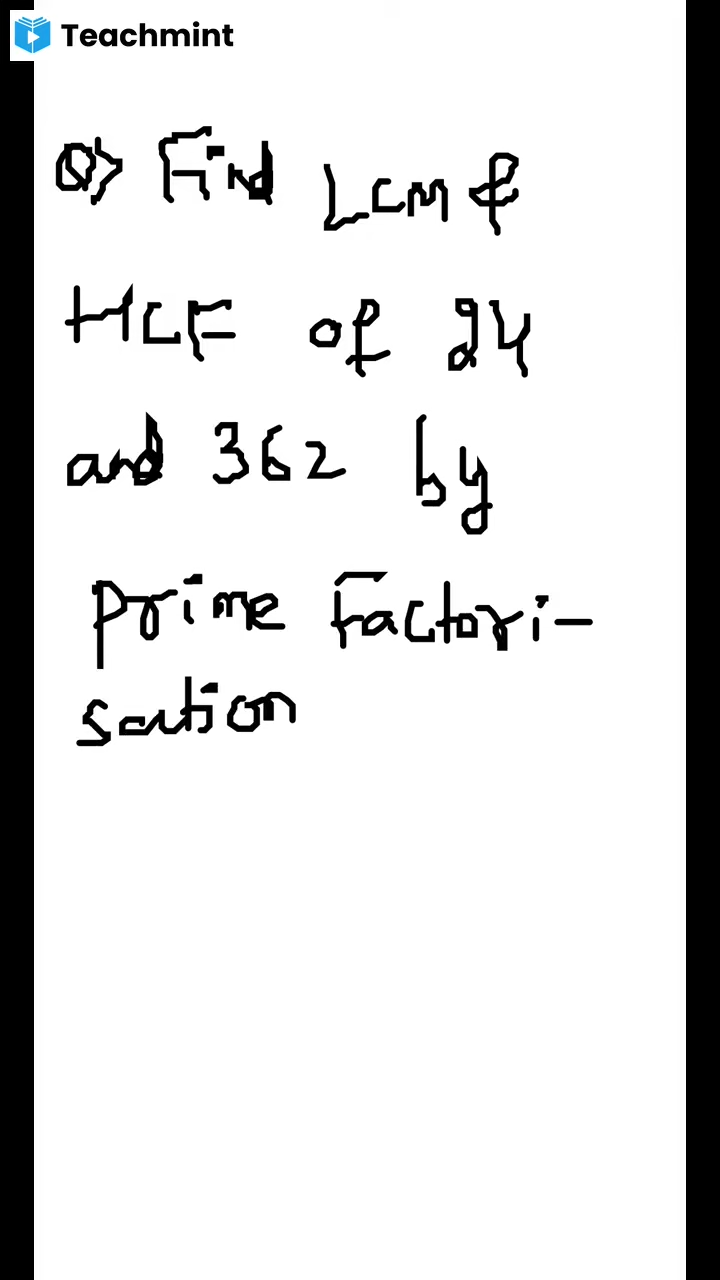 Teachmint
Q> Find LCM &
HCF of 24
and 362 by
prime factori-
sation